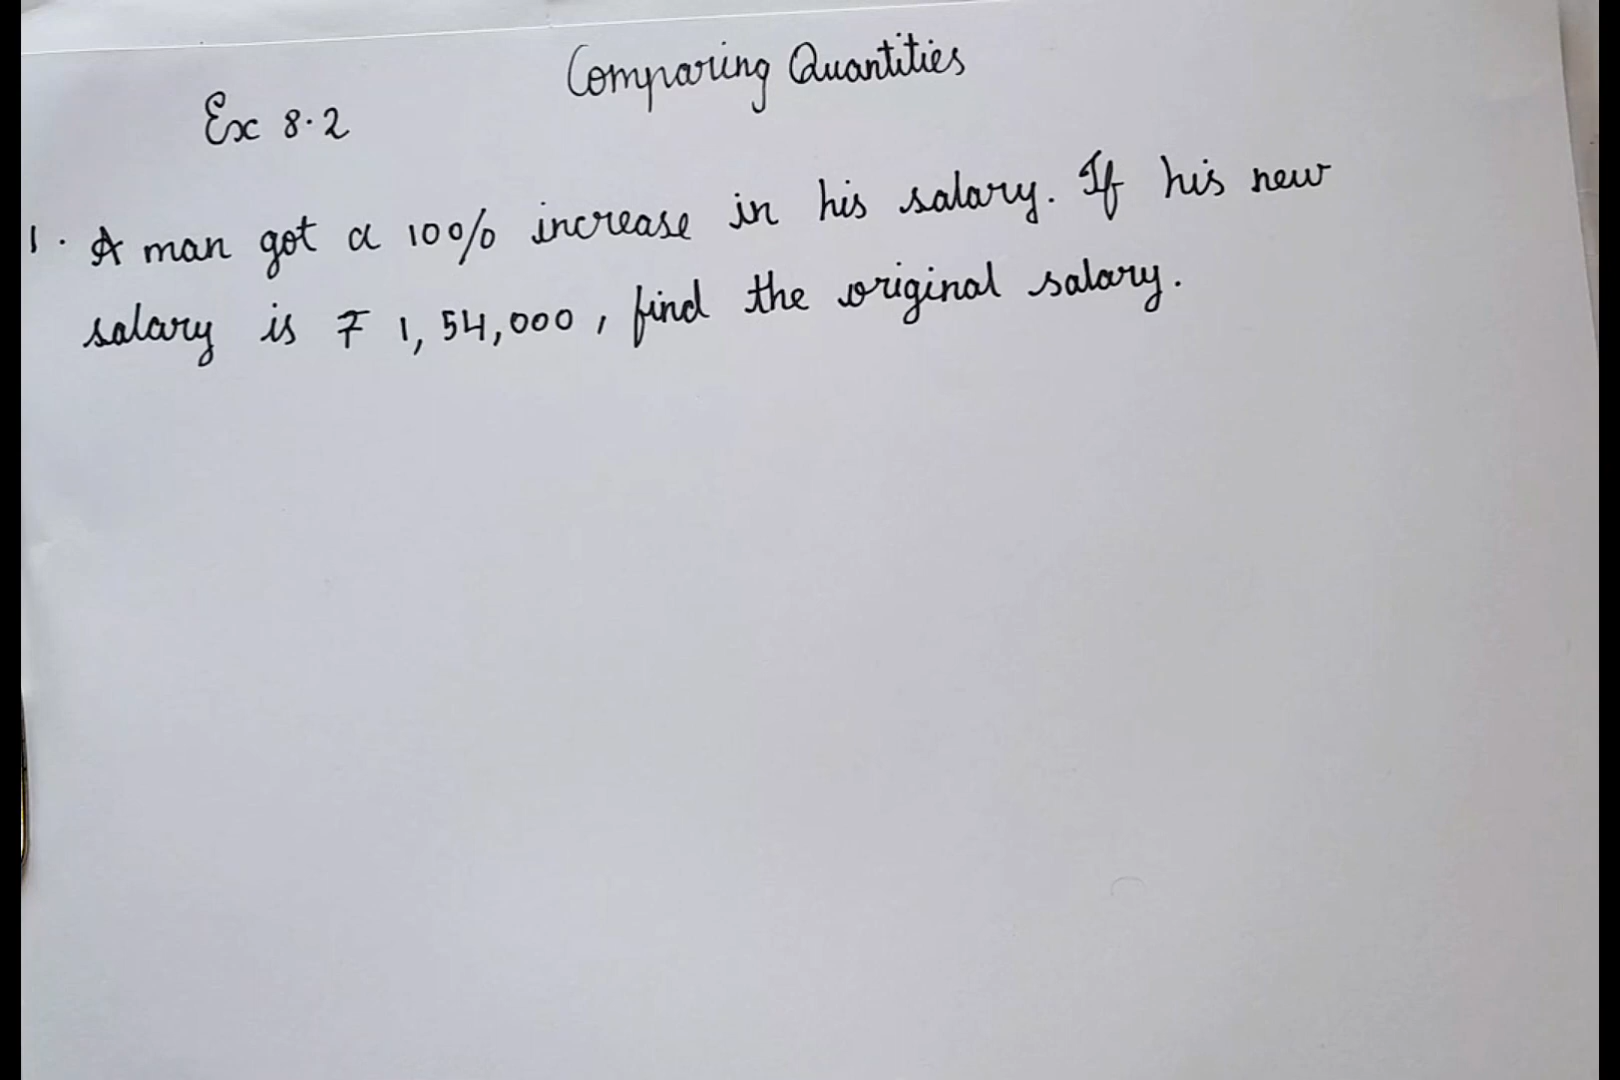 Comparing Quantities
Ex 8.2
1. A man got a 10% increase in his salary. If his new
salary is ₹ 1,54,000, find the original salary.